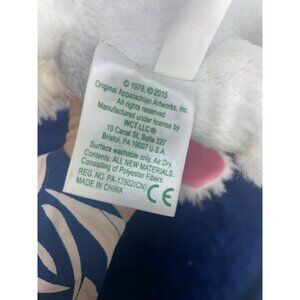 © 1978, © 2015
Original Appalachian Artworks, Inc.
All rights reserved
Manufactured under license by
WCT LLC®
10 Canal St, Suite 327
Bristol, PA 19007 U.S.
Surface washable only. Air Dry.
Contents: ALL NEW MATERIALS.
Consisting of Polyester Fibers
REG. NO. PA-17502(CN)
MADE IN CHINA
CE